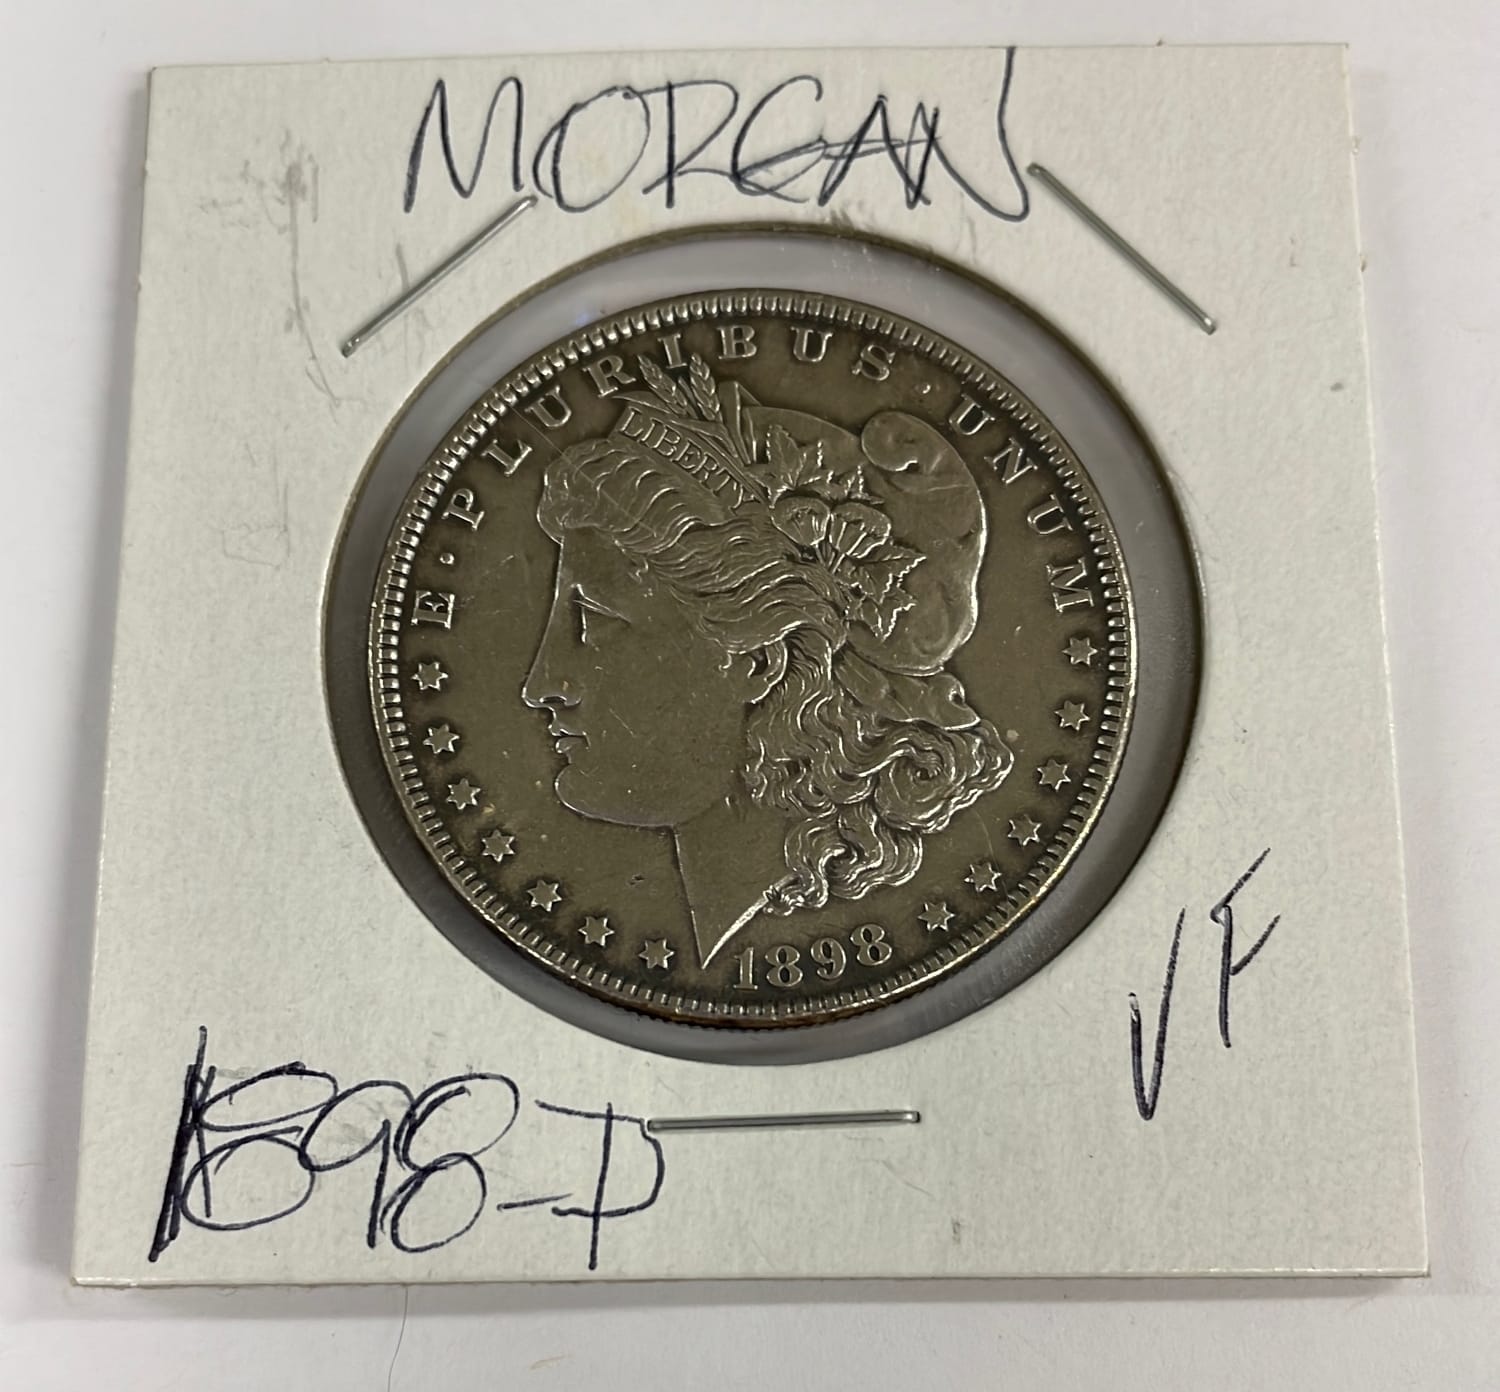 MORGAN
E·PLURIBUS·UNUM
LIBERTY
1898
VF
1898-P